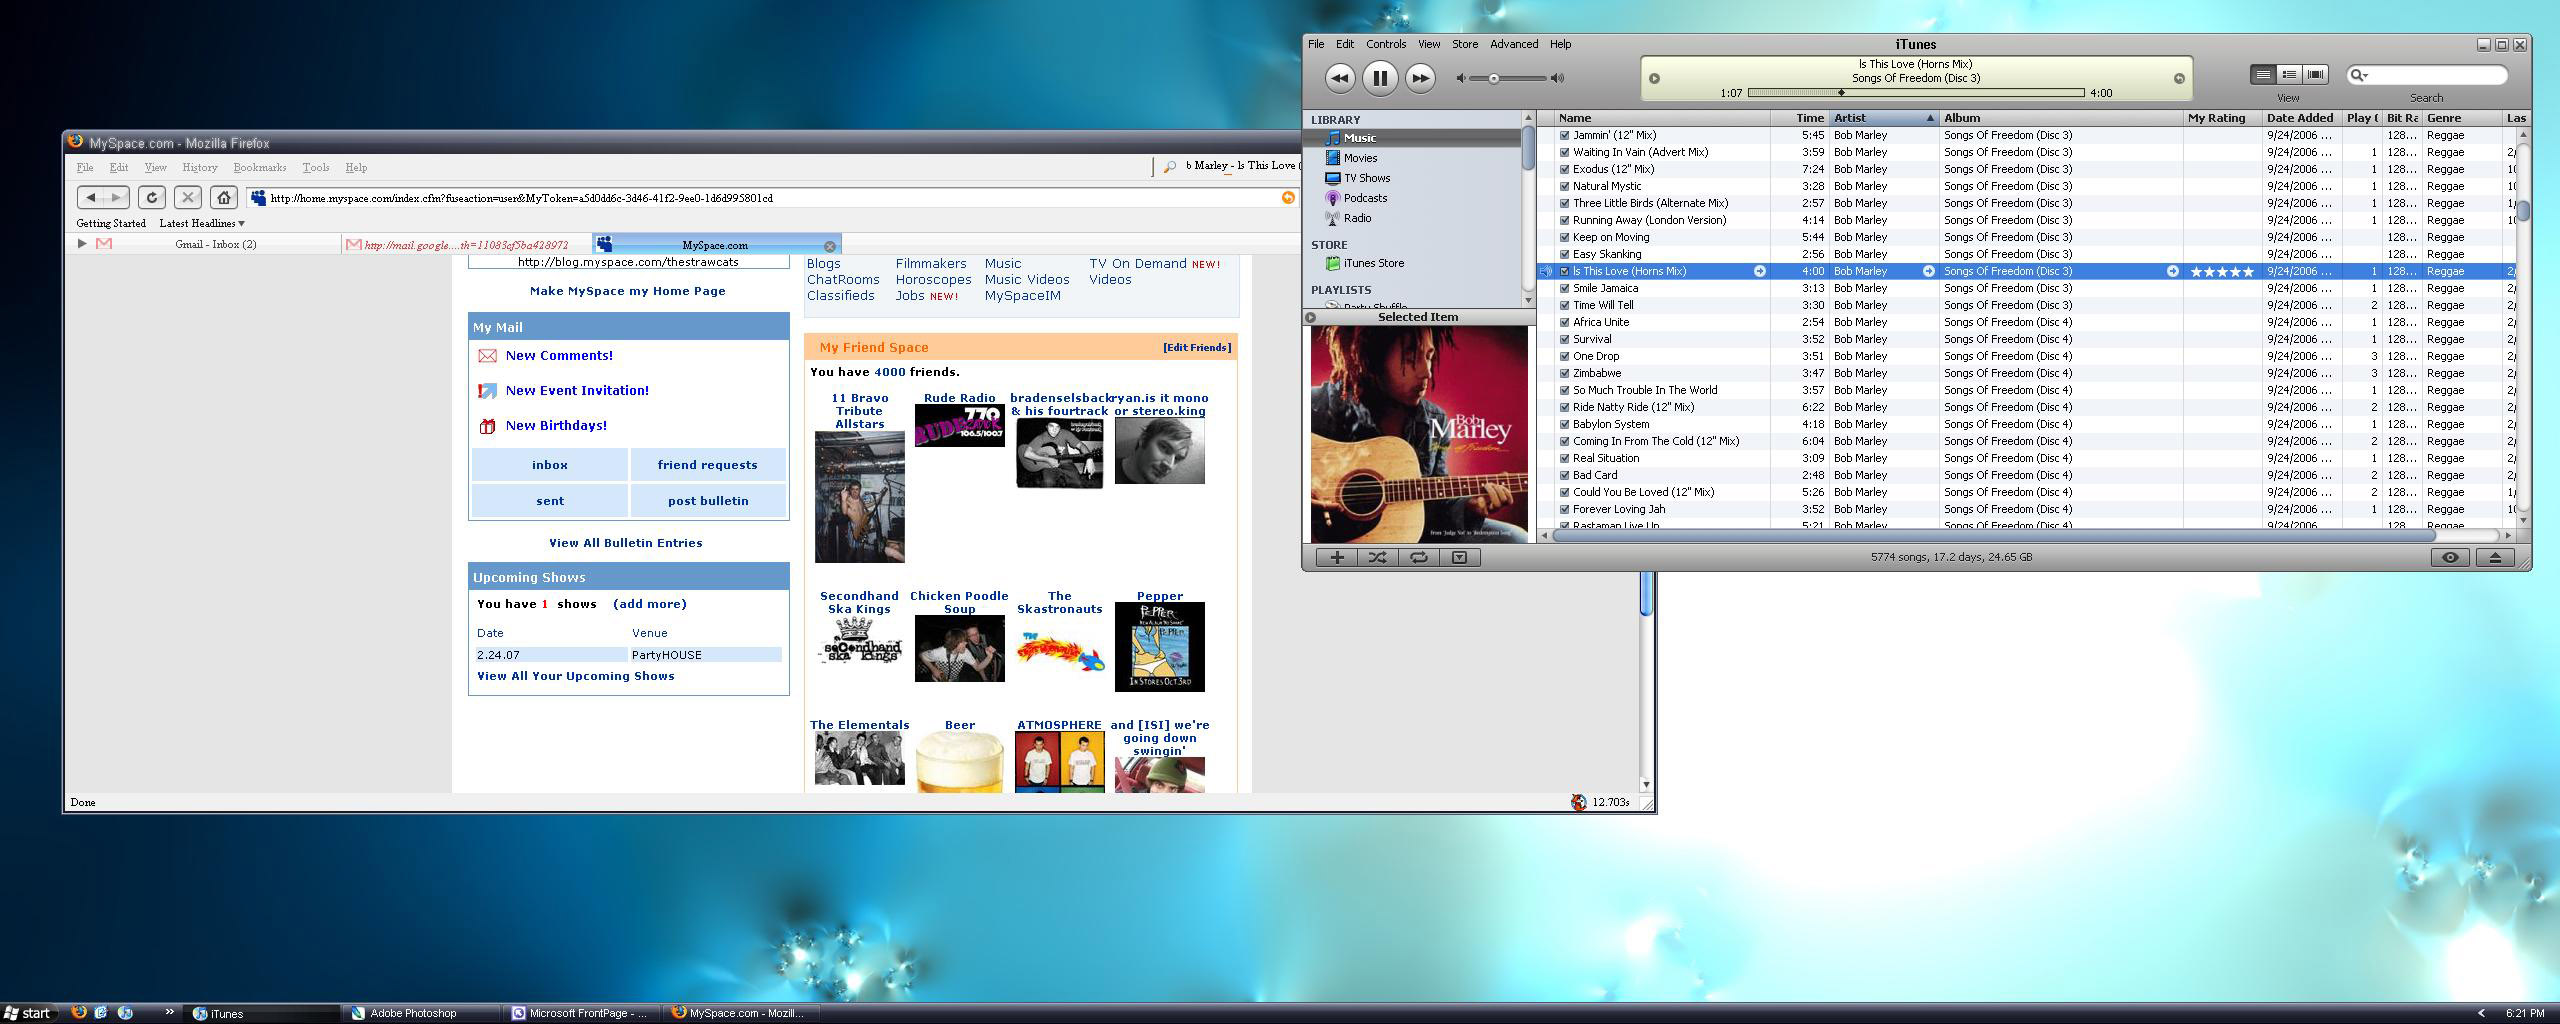 MySpace.com - Mozilla Firefox
File Edit View History Bookmarks Tools Help
b Marley - Is This Love (
http://home.myspace.com/index.cfm?fuseaction=user&MyToken=a5d0dd6c-3d46-41f2-9ee0-1d6d995801cd
Getting Started Latest Headlines
Gmail - Inbox (2) http://mail.google....th=11083cf5ba428972 MySpace.com
http://blog.myspace.com/thestrawcats
Make MySpace my Home Page
My Mail
New Comments!
New Event Invitation!
New Birthdays!
inbox friend requests
sent post bulletin
View All Bulletin Entries
Upcoming Shows
You have 1 shows (add more)
Date Venue
2.24.07 PartyHOUSE
View All Your Upcoming Shows
Blogs Filmmakers Music TV On Demand NEW!
ChatRooms Horoscopes Music Videos Videos
Classifieds Jobs NEW! MySpaceIM
My Friend Space [Edit Friends]
You have 4000 friends.
11 Bravo Tribute Allstars
Rude Radio
bradenselsback & his fourtrack
ryan.is it mono or stereo.king
770
RUDE
106.5/100.7
Secondhand Ska Kings
Chicken Poodle Soup
The Skastronauts
Pepper
secondhand
ska kings
PEPPER
IN STORES OCT 3RD
The Elementals
Beer
ATMOSPHERE
and [ISI] we're going down swingin'
Done
12.703s
File Edit Controls View Store Advanced Help
iTunes
Is This Love (Horns Mix)
Songs Of Freedom (Disc 3)
1:07 4:00
View Search
LIBRARY
Music
Movies
TV Shows
Podcasts
Radio
STORE
iTunes Store
PLAYLISTS
Party Shuffle
Selected Item
Bob
Marley
Songs of Freedom
From 'Judge Not' to 'Redemption Song'
Name Time Artist Album My Rating Date Added Play ( Bit Ra Genre Las
Jammin' (12" Mix) 5:45 Bob Marley Songs Of Freedom (Disc 3) 9/24/2006 ... 128... Reggae
Waiting In Vain (Advert Mix) 3:59 Bob Marley Songs Of Freedom (Disc 3) 9/24/2006 ... 1 128... Reggae 2/
Exodus (12" Mix) 7:24 Bob Marley Songs Of Freedom (Disc 3) 9/24/2006 ... 1 128... Reggae 10
Natural Mystic 3:28 Bob Marley Songs Of Freedom (Disc 3) 9/24/2006 ... 1 128... Reggae 10
Three Little Birds (Alternate Mix) 2:57 Bob Marley Songs Of Freedom (Disc 3) 9/24/2006 ... 1 128... Reggae 1/
Running Away (London Version) 4:14 Bob Marley Songs Of Freedom (Disc 3) 9/24/2006 ... 1 128... Reggae 10
Keep on Moving 5:44 Bob Marley Songs Of Freedom (Disc 3) 9/24/2006 ... 128... Reggae
Easy Skanking 2:56 Bob Marley Songs Of Freedom (Disc 3) 9/24/2006 ... 128... Reggae
Is This Love (Horns Mix) 4:00 Bob Marley Songs Of Freedom (Disc 3) ★★★★★ 9/24/2006 ... 1 128... Reggae 2/
Smile Jamaica 3:13 Bob Marley Songs Of Freedom (Disc 3) 9/24/2006 ... 1 128... Reggae 2/
Time Will Tell 3:30 Bob Marley Songs Of Freedom (Disc 3) 9/24/2006 ... 2 128... Reggae 2/
Africa Unite 2:54 Bob Marley Songs Of Freedom (Disc 4) 9/24/2006 ... 1 128... Reggae 2/
Survival 3:52 Bob Marley Songs Of Freedom (Disc 4) 9/24/2006 ... 1 128... Reggae 2/
One Drop 3:51 Bob Marley Songs Of Freedom (Disc 4) 9/24/2006 ... 3 128... Reggae 2/
Zimbabwe 3:47 Bob Marley Songs Of Freedom (Disc 4) 9/24/2006 ... 3 128... Reggae 2/
So Much Trouble In The World 3:57 Bob Marley Songs Of Freedom (Disc 4) 9/24/2006 ... 1 128... Reggae 2/
Ride Natty Ride (12" Mix) 6:22 Bob Marley Songs Of Freedom (Disc 4) 9/24/2006 ... 2 128... Reggae 2/
Babylon System 4:18 Bob Marley Songs Of Freedom (Disc 4) 9/24/2006 ... 1 128... Reggae 2/
Coming In From The Cold (12" Mix) 6:04 Bob Marley Songs Of Freedom (Disc 4) 9/24/2006 ... 2 128... Reggae 2/
Real Situation 3:09 Bob Marley Songs Of Freedom (Disc 4) 9/24/2006 ... 1 128... Reggae 2/
Bad Card 2:48 Bob Marley Songs Of Freedom (Disc 4) 9/24/2006 ... 2 128... Reggae 2/
Could You Be Loved (12" Mix) 5:26 Bob Marley Songs Of Freedom (Disc 4) 9/24/2006 ... 2 128... Reggae 1/
Forever Loving Jah 3:52 Bob Marley Songs Of Freedom (Disc 4) 9/24/2006 ... 1 128... Reggae 10
Rastaman Live Up 5:21 Bob Marley Songs Of Freedom (Disc 4) 9/24/2006 128 Reggae
5774 songs, 17.2 days, 24.65 GB
start iTunes Adobe Photoshop Microsoft FrontPage - ... MySpace.com - Mozill... 6:21 PM